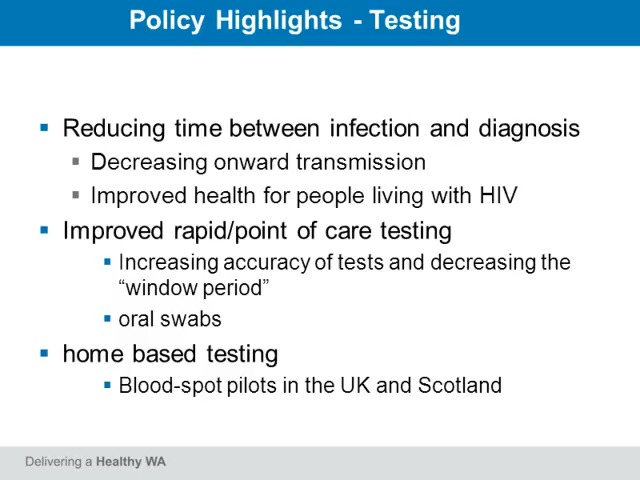 Policy Highlights - Testing
Reducing time between infection and diagnosis
Decreasing onward transmission
Improved health for people living with HIV
Improved rapid/point of care testing
Increasing accuracy of tests and decreasing the
“window period”
oral swabs
home based testing
Blood-spot pilots in the UK and Scotland
Delivering a Healthy WA